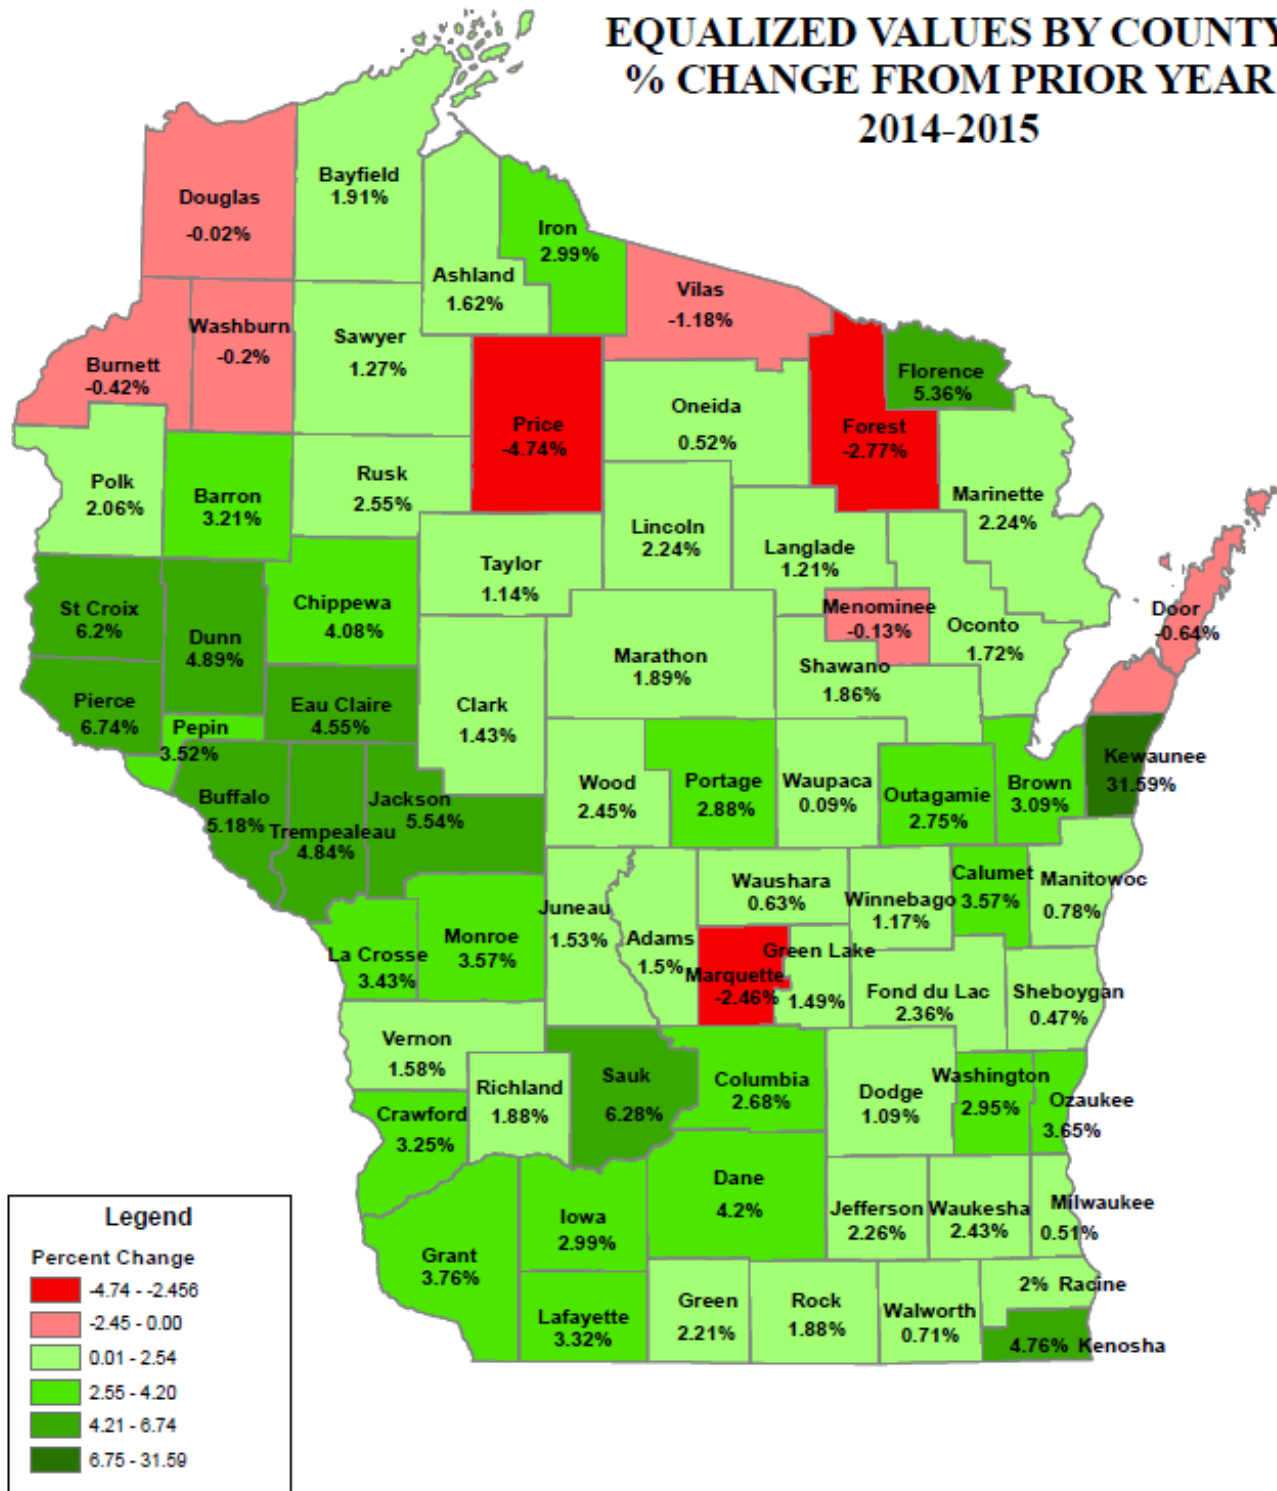 EQUALIZED VALUES BY COUNTY
% CHANGE FROM PRIOR YEAR
2014-2015
Douglas
-0.02%
Bayfield
1.91%
Ashland
1.62%
Iron
2.99%
Vilas
-1.18%
Burnett
-0.42%
Washburn
-0.2%
Sawyer
1.27%
Price
-4.74%
Oneida
0.52%
Forest
-2.77%
Florence
5.36%
Marinette
2.24%
Polk
2.06%
Barron
3.21%
Rusk
2.55%
Lincoln
2.24%
Langlade
1.21%
Taylor
1.14%
St Croix
6.2%
Dunn
4.89%
Chippewa
4.08%
Menominee
-0.13%
Oconto
1.72%
Door
-0.64%
Marathon
1.89%
Shawano
1.86%
Clark
1.43%
Pierce
6.74%
Pepin
3.52%
Eau Claire
4.55%
Buffalo
5.18%
Trempealeau
4.84%
Jackson
5.54%
Wood
2.45%
Portage
2.88%
Waupaca
0.09%
Outagamie
2.75%
Brown
3.09%
Kewaunee
31.59%
Juneau
1.53%
Adams
1.5%
Waushara
0.63%
Winnebago
1.17%
Calumet
3.57%
Manitowoc
0.78%
La Crosse
3.43%
Monroe
3.57%
Marquette
-2.46%
Green Lake
1.49%
Fond du Lac
2.36%
Sheboygan
0.47%
Vernon
1.58%
Richland
1.88%
Sauk
6.28%
Columbia
2.68%
Dodge
1.09%
Washington
2.95%
Ozaukee
3.65%
Crawford
3.25%
Grant
3.76%
Iowa
2.99%
Dane
4.2%
Jefferson
2.26%
Waukesha
2.43%
Milwaukee
0.51%
Lafayette
3.32%
Green
2.21%
Rock
1.88%
Walworth
0.71%
2% Racine
4.76% Kenosha
Legend
Percent Change
-4.74 - -2.456
-2.45 - 0.00
0.01 - 2.54
2.55 - 4.20
4.21 - 6.74
6.75 - 31.59